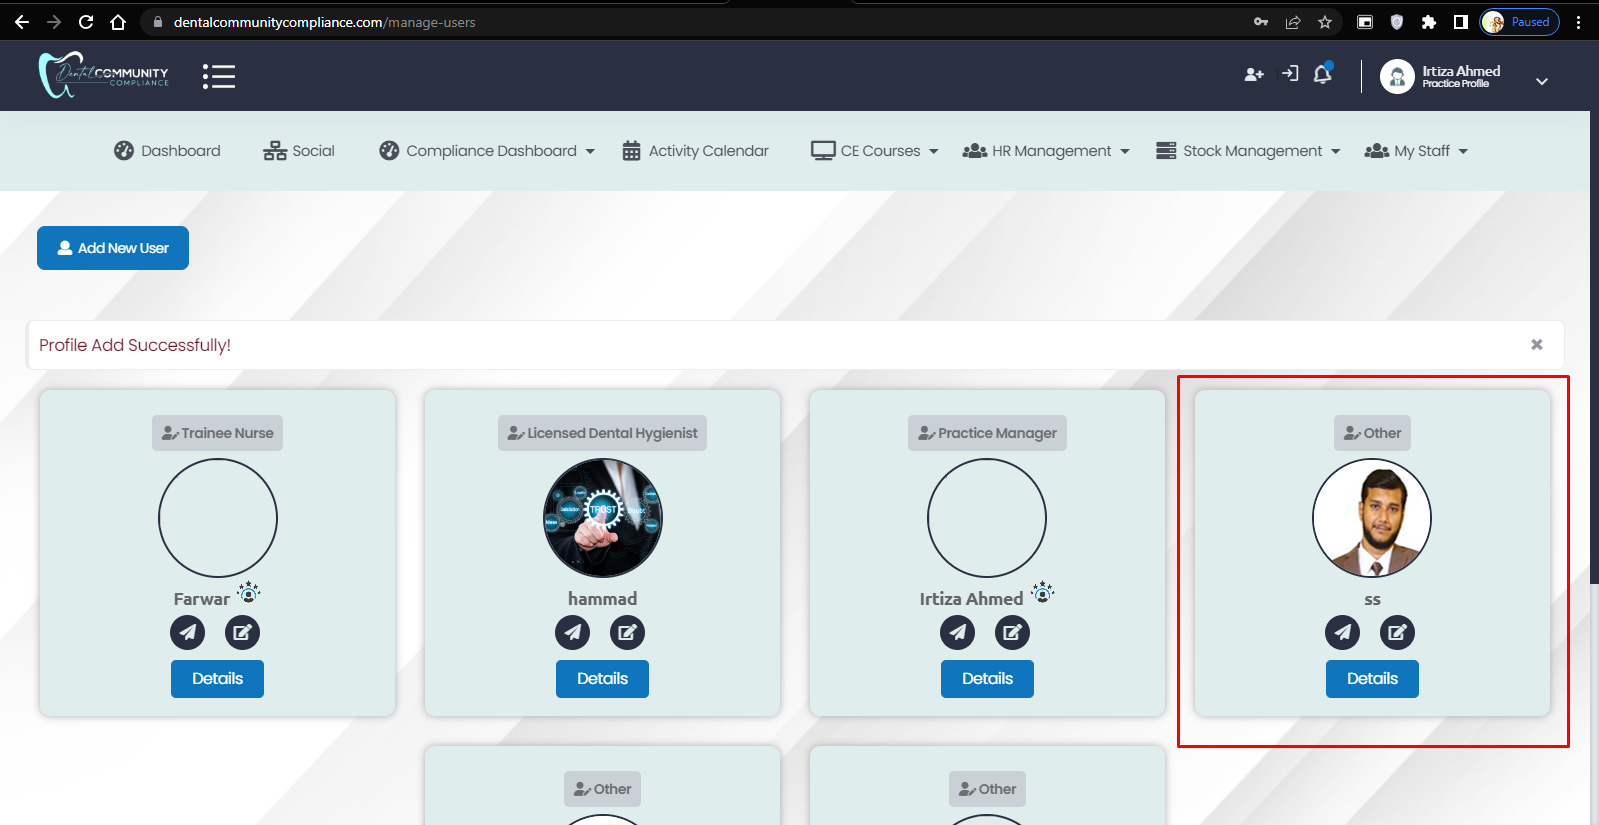 dentalcommunitycompliance.com/manage-users
Paused
Dental COMMUNITY
COMPLIANCE
Irtiza Ahmed
Practice Profile
Dashboard
Social
Compliance Dashboard
Activity Calendar
CE Courses
HR Management
Stock Management
My Staff
Add New User
Profile Add Successfully!
Trainee Nurse
Licensed Dental Hygienist
Practice Manager
Other
TRUST
Farwar
hammad
Irtiza Ahmed
ss
Details
Details
Details
Details
Other
Other